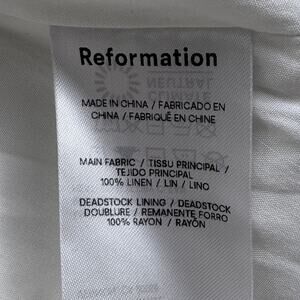 Reformation
MADE IN CHINA / FABRICADO EN
CHINA / FABRIQUÉ EN CHINE
MAIN FABRIC / TISSU PRINCIPAL /
TEJIDO PRINCIPAL
100% LINEN / LIN / LINO
DEADSTOCK LINING / DEADSTOCK
DOUBLURE / REMANENTE FORRO
100% RAYON / RAYÓN